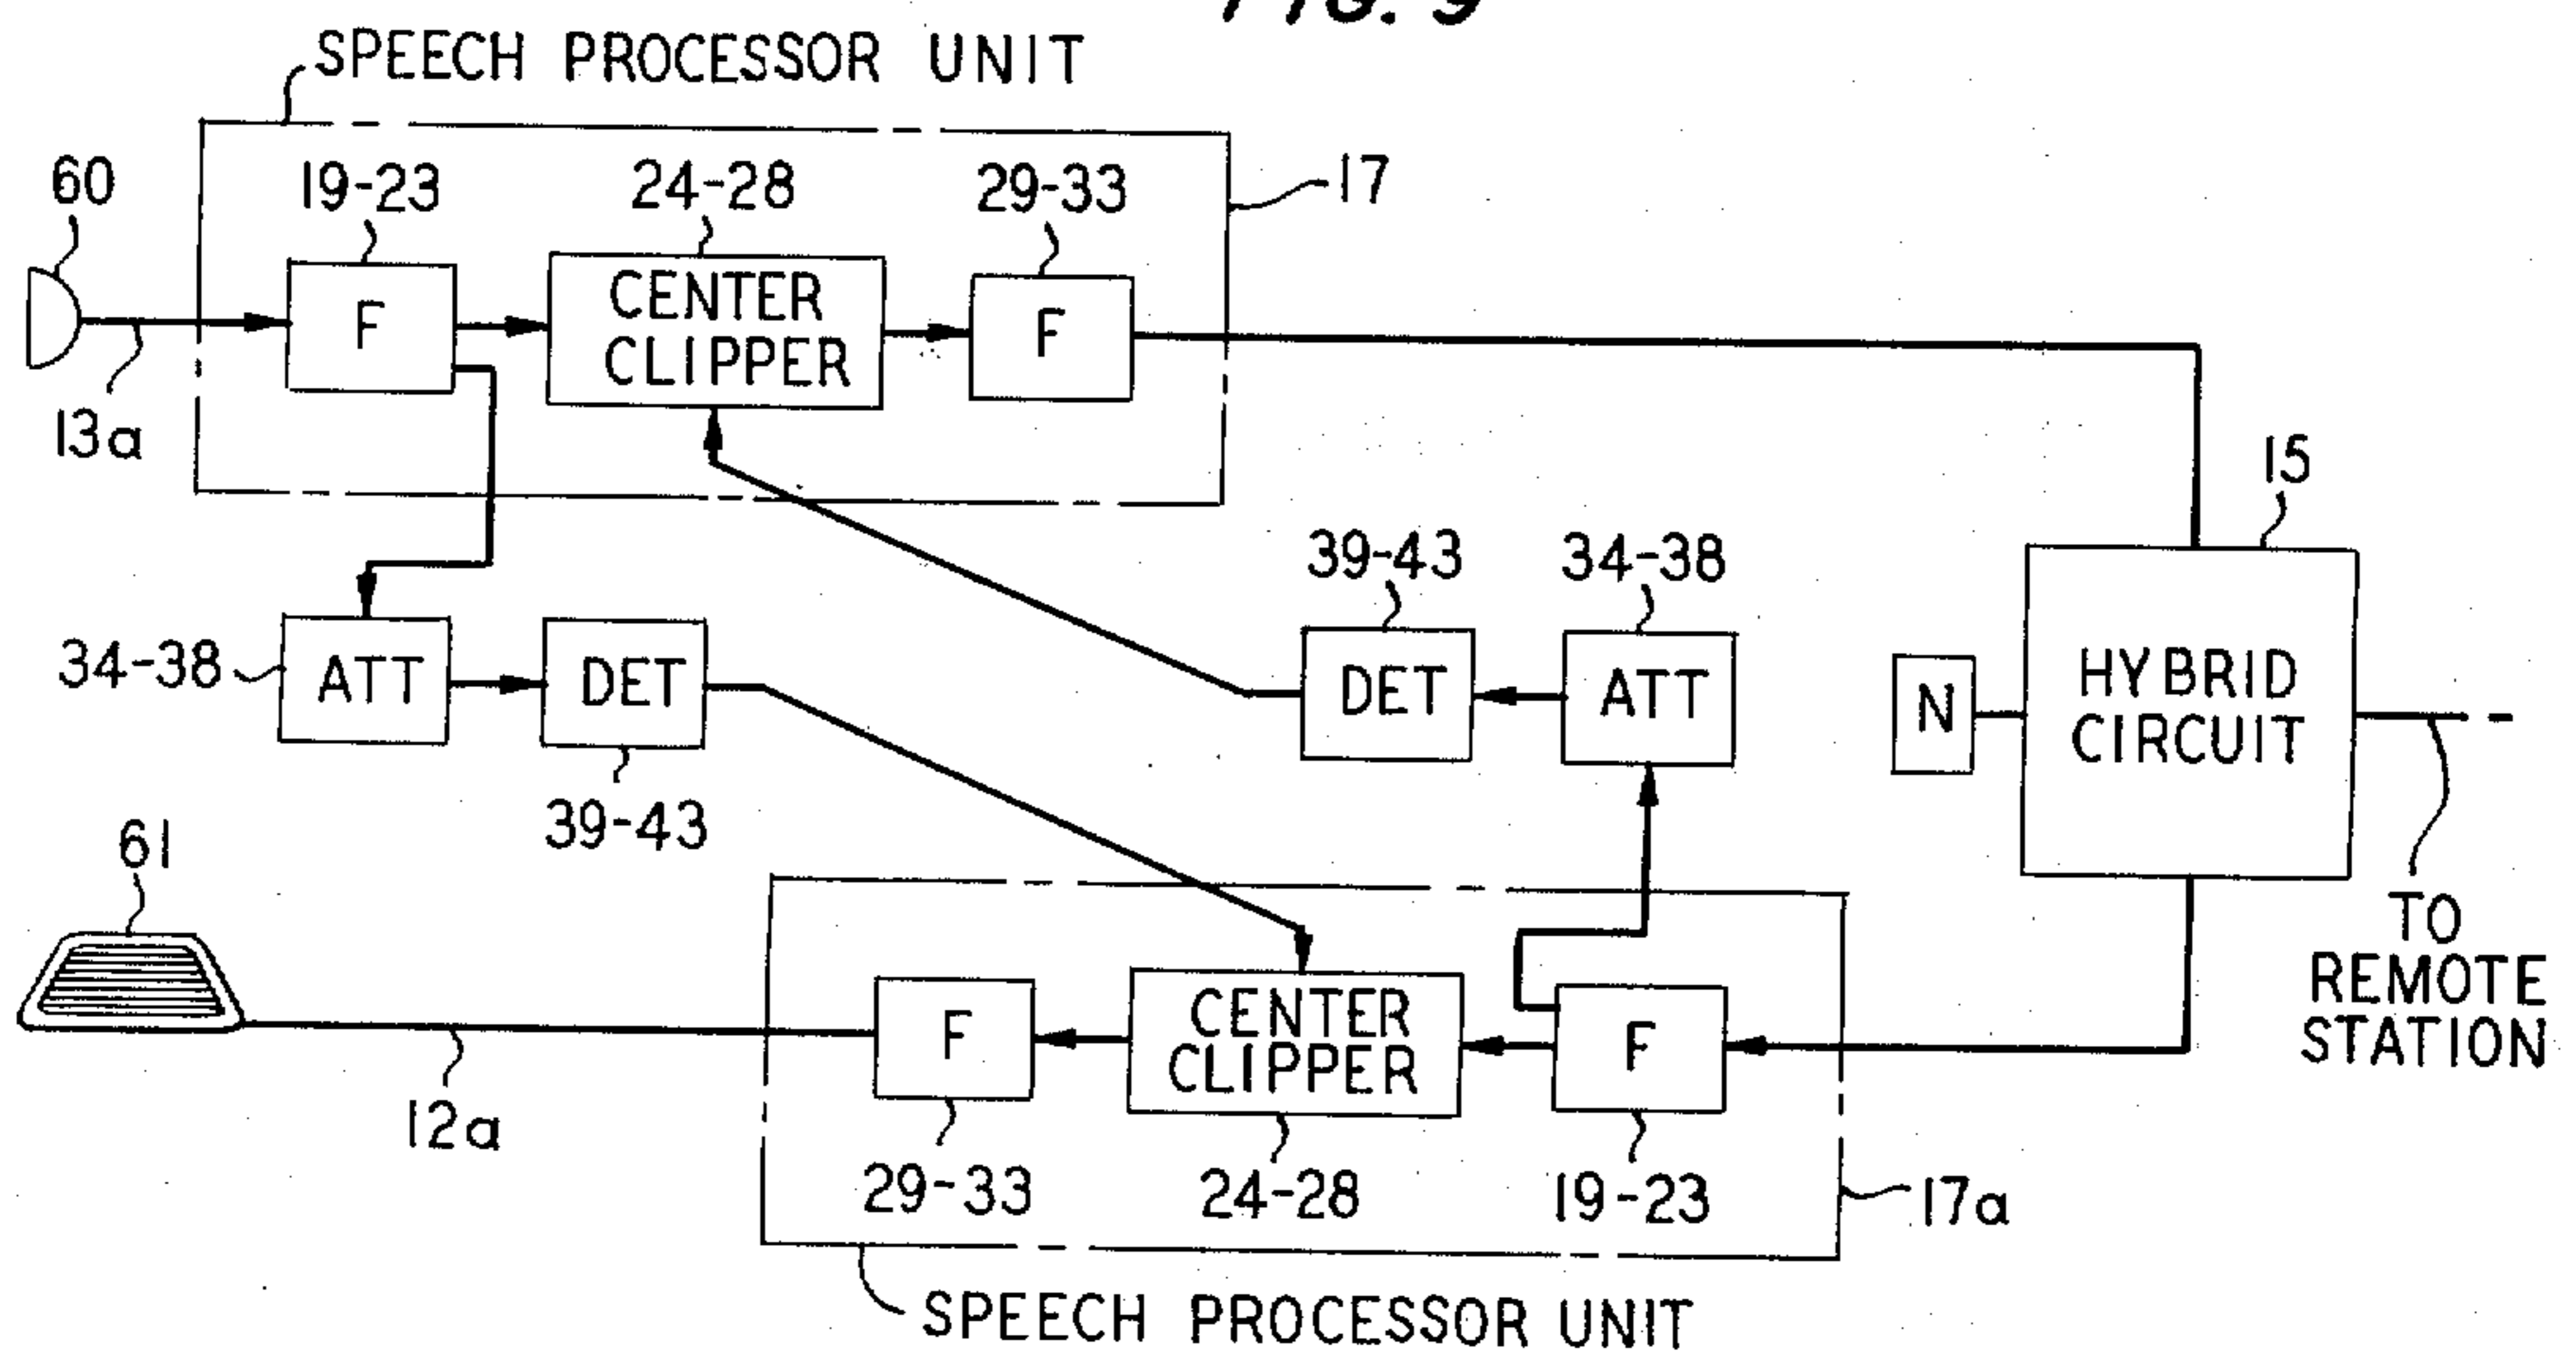 FIG. 9
SPEECH PROCESSOR UNIT
60
19-23
24-28
29-33
17
F
CENTER
CLIPPER
F
13a
15
39-43
34-38
34-38
ATT
DET
DET
ATT
N
HYBRID
CIRCUIT
39-43
61
TO
REMOTE
STATION
F
CENTER
CLIPPER
F
12a
29-33
24-28
19-23
17a
SPEECH PROCESSOR UNIT